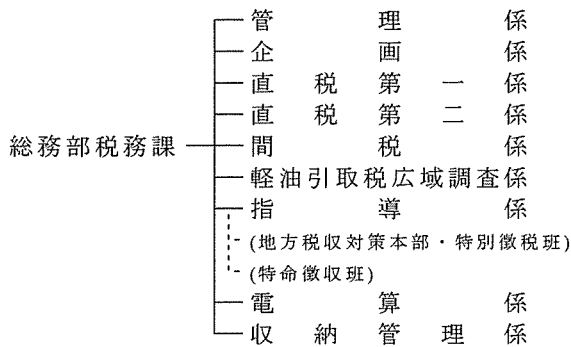 管理係
企画係
直税第一係
直税第二係
総務部税務課
間税係
軽油引取税広域調査係
指導係
(地方税収対策本部・特別徴税班)
(特命徴収班)
電算係
収納管理係